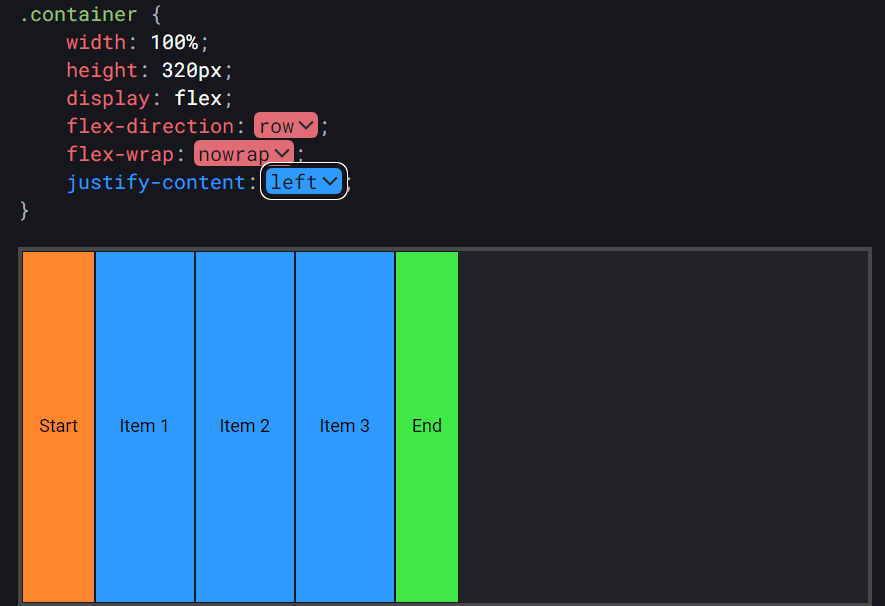 .container {
width: 100%;
height: 320px;
display: flex;
flex-direction: row;
flex-wrap: nowrap;
justify-content: left;
}
Start Item 1 Item 2 Item 3 End